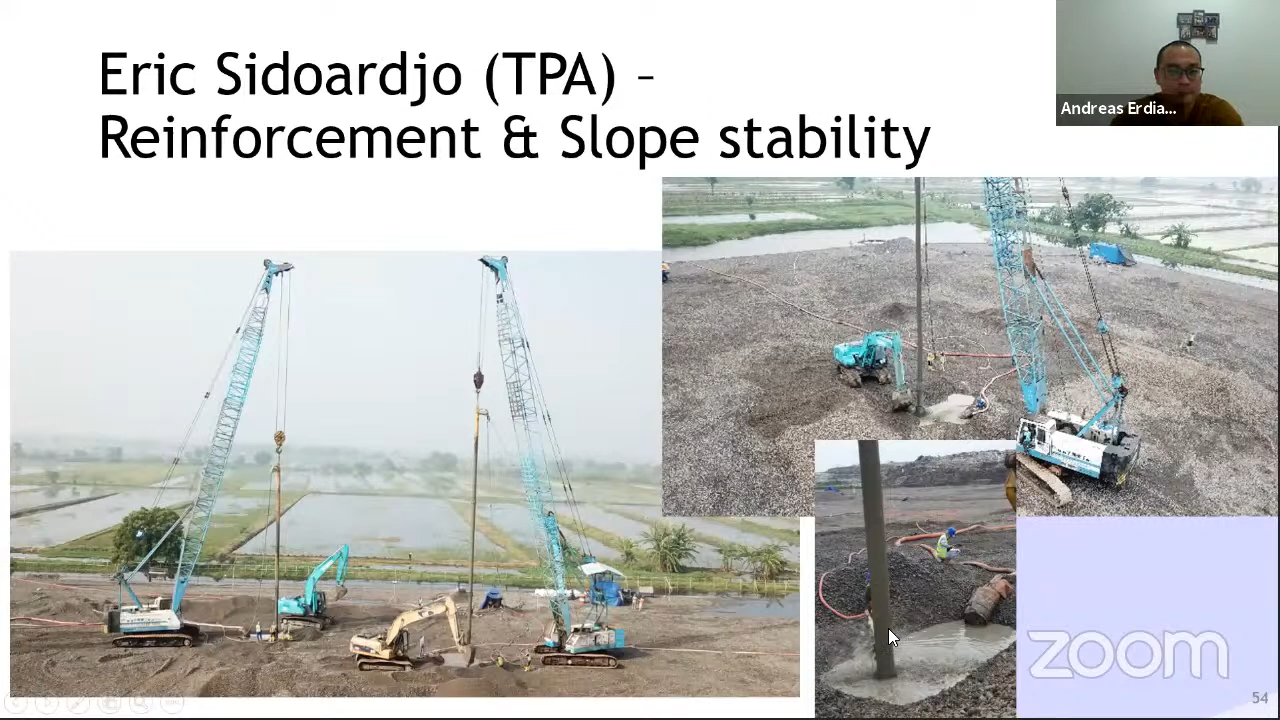 Eric Sidoardjo (TPA) –
Reinforcement & Slope stability
Andreas Erdia...
zoom
54